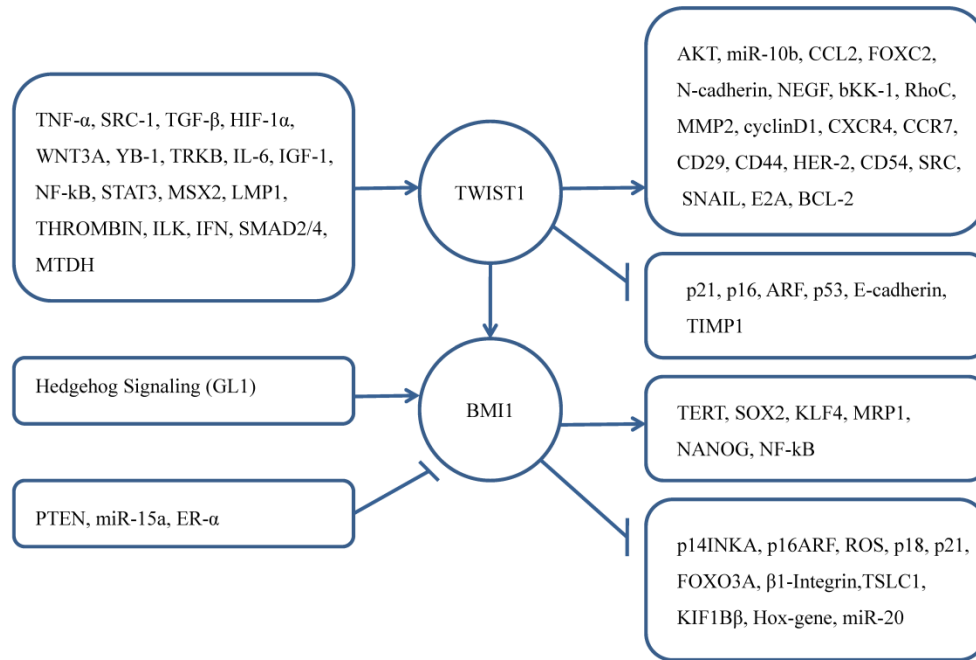 TNF-α, SRC-1, TGF-β, HIF-1α,
WNT3A, YB-1, TRKB, IL-6, IGF-1,
NF-kB, STAT3, MSX2, LMP1,
THROMBIN, ILK, IFN, SMAD2/4,
MTDH
TWIST1
AKT, miR-10b, CCL2, FOXC2,
N-cadherin, NEGF, bKK-1, RhoC,
MMP2, cyclinD1, CXCR4, CCR7,
CD29, CD44, HER-2, CD54, SRC,
SNAIL, E2A, BCL-2
p21, p16, ARF, p53, E-cadherin,
TIMP1
Hedgehog Signaling (GL1)
BMI1
TERT, SOX2, KLF4, MRP1,
NANOG, NF-kB
PTEN, miR-15a, ER-α
p14INKA, p16ARF, ROS, p18, p21,
FOXO3A, β1-Integrin,TSLC1,
KIF1Bβ, Hox-gene, miR-20